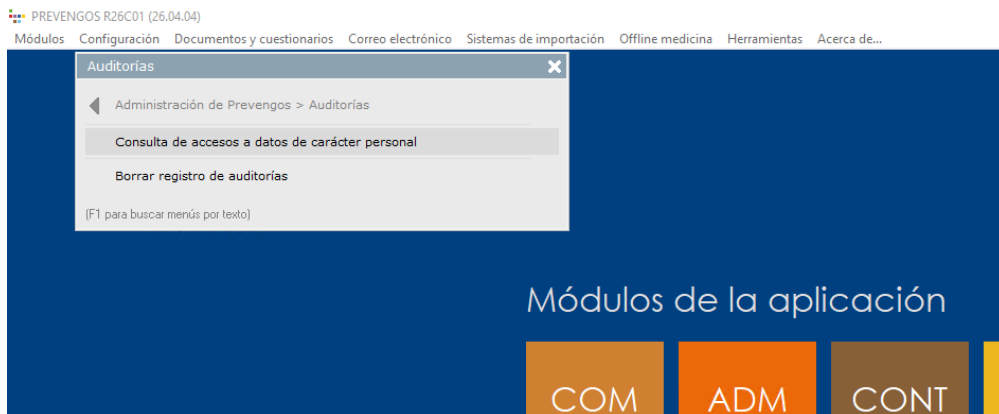 PREVENGOS R26C01 (26.04.04)
Módulos Configuración Documentos y cuestionarios Correo electrónico Sistemas de importación Offline medicina Herramientas Acerca de...
Auditorías
Administración de Prevengos > Auditorías
Consulta de accesos a datos de carácter personal
Borrar registro de auditorías
(F1 para buscar menús por texto)
Módulos de la aplicación
COM ADM CONT